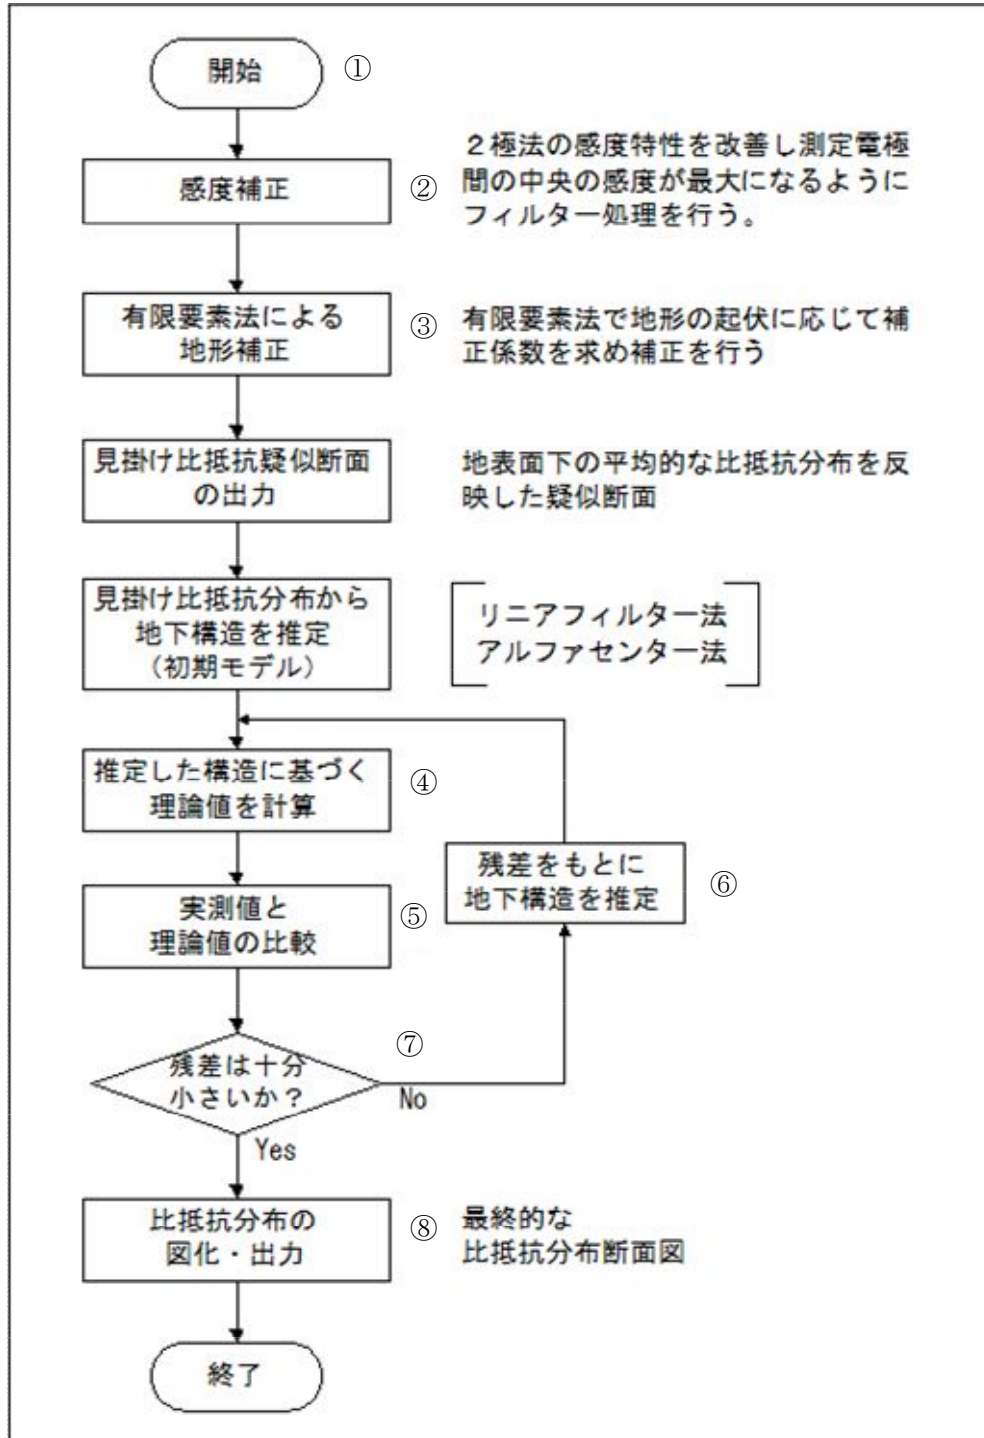 開始
①
感度補正
②
２極法の感度特性を改善し測定電極
間の中央の感度が最大になるように
フィルター処理を行う。
有限要素法による
地形補正
③
有限要素法で地形の起伏に応じて補
正係数を求め補正を行う
見掛け比抵抗疑似断面
の出力
地表面下の平均的な比抵抗分布を反
映した疑似断面
見掛け比抵抗分布から
地下構造を推定
（初期モデル）
リニアフィルター法
アルファセンター法
推定した構造に基づく
理論値を計算
④
実測値と
理論値の比較
⑤
残差をもとに
地下構造を推定
⑥
残差は十分
小さいか？
⑦
No
Yes
比抵抗分布の
図化・出力
⑧
最終的な
比抵抗分布断面図
終了